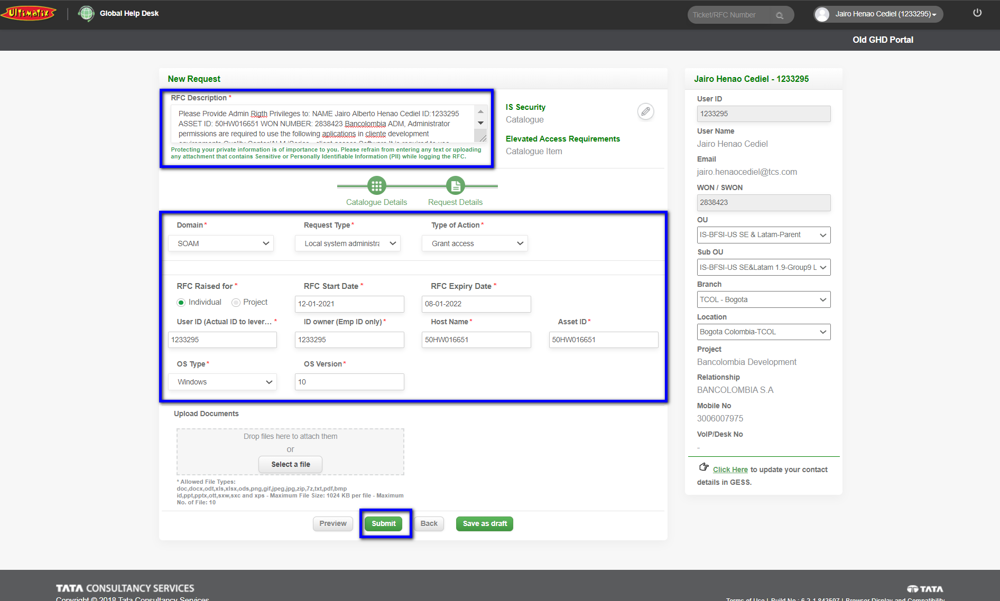 Ultimatix
Global Help Desk
Ticket/RFC Number
Jairo Henao Cediel (1233295)
Old GHD Portal
New Request
RFC Description *
Please Provide Admin Rigth Privileges to: NAME Jairo Alberto Henao Cediel ID:1233295
ASSET ID: 50HW016651 WON NUMBER: 2838423 Bancolombia ADM, Administrator
permissions are required to use the following aplications in cliente development
Protecting your private information is of importance to you. Please refrain from entering any text or uploading
any attachment that contains Sensitive or Personally Identifiable Information (PII) while logging the RFC.
IS Security
Catalogue
Elevated Access Requirements
Catalogue Item
Catalogue Details
Request Details
Domain*
Request Type*
Type of Action*
SOAM
Local system administra
Grant access
RFC Raised for *
RFC Start Date *
RFC Expiry Date *
Individual
Project
12-01-2021
08-01-2022
User ID (Actual ID to lever... *
ID owner (Emp ID only)*
Host Name*
Asset ID*
1233295
1233295
50HW016651
50HW016651
OS Type*
OS Version*
Windows
10
Upload Documents
Drop files here to attach them
or
Select a file
* Allowed File Types:
doc,docx,odt,xls,xlsx,ods,png,gif,jpeg,jpg,zip,7z,txt,pdf,bmp
id,ppt,pptx,ott,sxw,sxc and xps - Maximum File Size: 1024 KB per file - Maximum
No. of File: 10
Preview
Submit
Back
Save as draft
Jairo Henao Cediel - 1233295
User ID
1233295
User Name
Jairo Henao Cediel
Email
jairo.henaocediel@tcs.com
WON / SWON
2838423
OU
IS-BFSI-US SE & Latam-Parent
Sub OU
IS-BFSI-US SE&Latam 1.9-Group9 L
Branch
TCOL - Bogota
Location
Bogota Colombia-TCOL
Project
Bancolombia Development
Relationship
BANCOLOMBIA S.A
Mobile No
3006007975
VoIP/Desk No
-
Click Here to update your contact
details in GESS.
TATA CONSULTANCY SERVICES
Copyright © 2018 Tata Consultancy Services
TATA
Terms of Use | Build No : 6.2.1.843597 | Browser Display and Compatibility